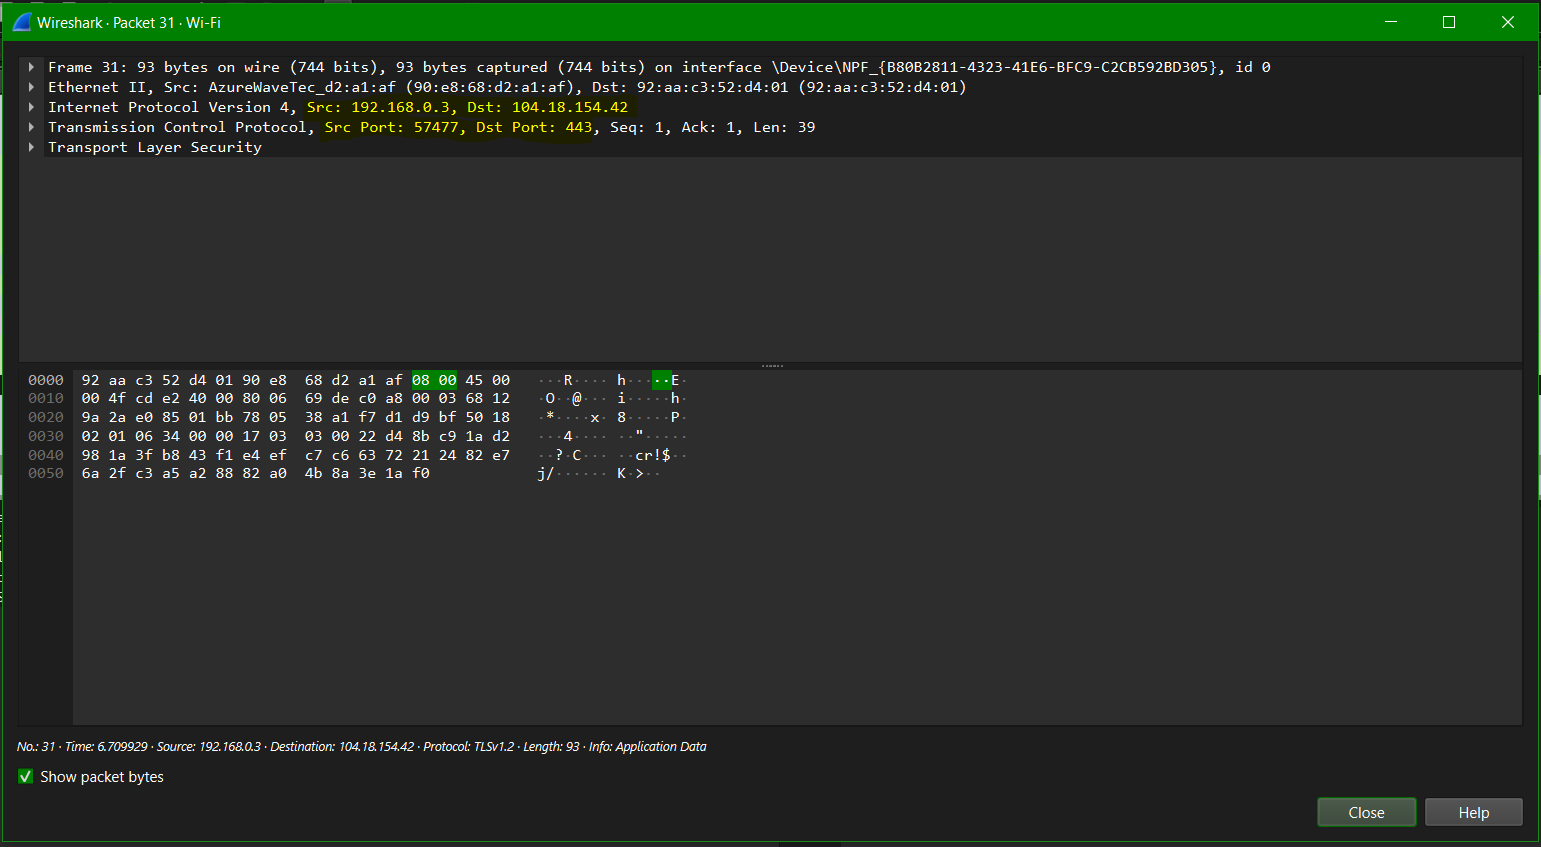 Wireshark · Packet 31 · Wi-Fi
Frame 31: 93 bytes on wire (744 bits), 93 bytes captured (744 bits) on interface \Device\NPF_{B80B2811-4323-41E6-BFC9-C2CB592BD305}, id 0
Ethernet II, Src: AzureWaveTec_d2:a1:af (90:e8:68:d2:a1:af), Dst: 92:aa:c3:52:d4:01 (92:aa:c3:52:d4:01)
Internet Protocol Version 4, Src: 192.168.0.3, Dst: 104.18.154.42
Transmission Control Protocol, Src Port: 57477, Dst Port: 443, Seq: 1, Ack: 1, Len: 39
Transport Layer Security
0000 92 aa c3 52 d4 01 90 e8 68 d2 a1 af 08 00 45 00 ···R···· h·····E·
0010 00 4f cd e2 40 00 80 06 69 de c0 a8 00 03 68 12 ·O··@··· i·····h·
0020 9a 2a e0 85 01 bb 78 05 38 a1 f7 d1 d9 bf 50 18 ·*····x· 8·····P·
0030 02 01 06 34 00 00 17 03 03 00 22 d4 8b c9 1a d2 ···4···· ··"·····
0040 98 1a 3f b8 43 f1 e4 ef c7 c6 63 72 21 24 82 e7 ··?·C··· ··cr!$··
0050 6a 2f c3 a5 a2 88 82 a0 4b 8a 3e 1a f0 j/······ K·>··
No.: 31 · Time: 6.709929 · Source: 192.168.0.3 · Destination: 104.18.154.42 · Protocol: TLSv1.2 · Length: 93 · Info: Application Data
Show packet bytes
Close
Help